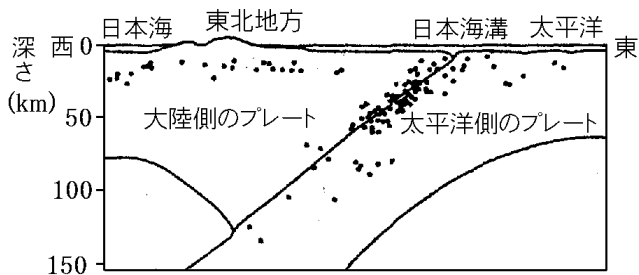 日本海 東北地方 日本海溝 太平洋
深さ(km)
西 0 東
50
大陸側のプレート 太平洋側のプレート
100
150